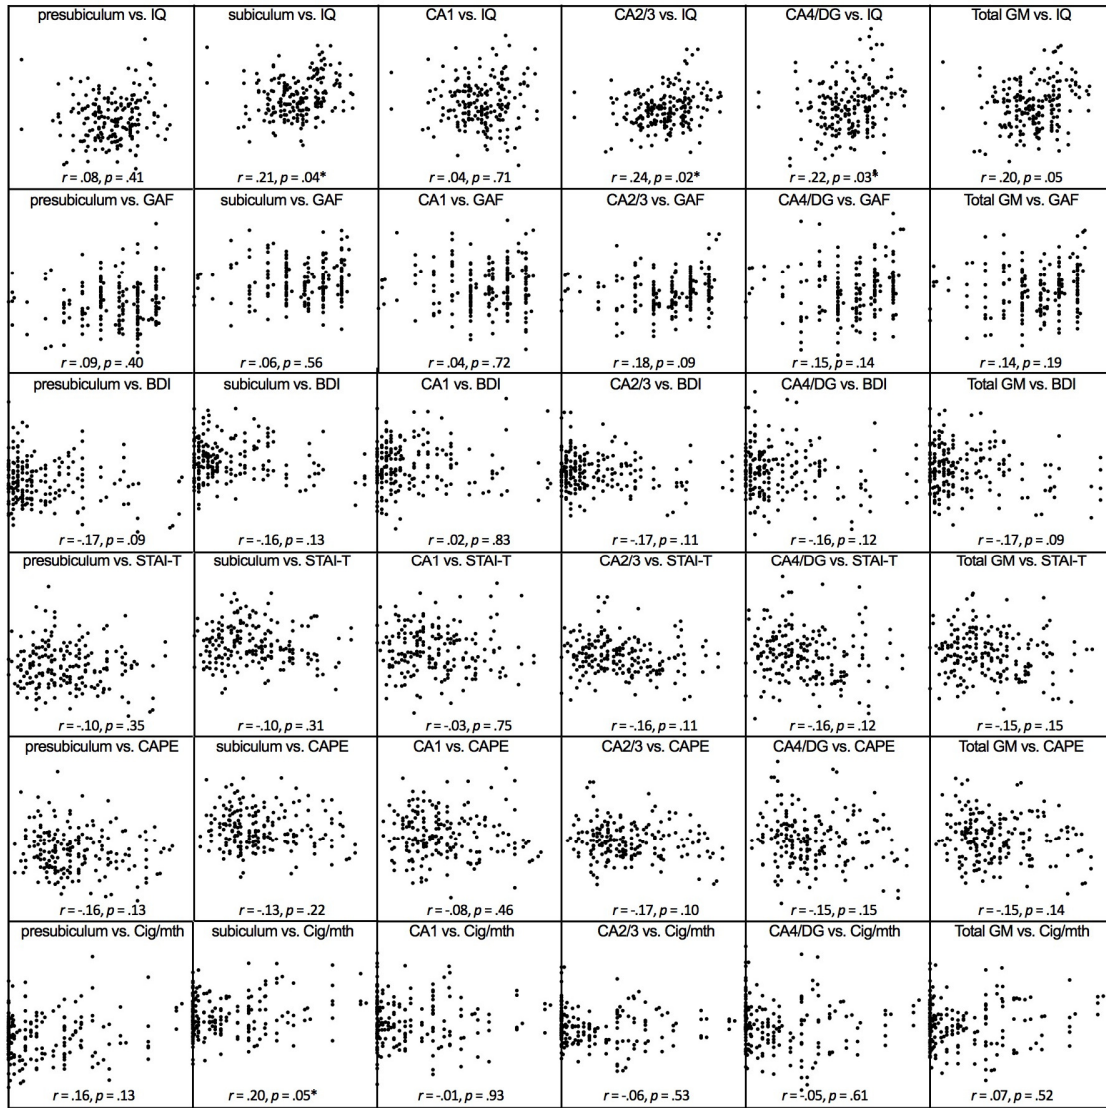 presubiculum vs. IQ
subiculum vs. IQ
CA1 vs. IQ
CA2/3 vs. IQ
CA4/DG vs. IQ
Total GM vs. IQ
r = .08, p = .41
r = .21, p = .04*
r = .04, p = .71
r = .24, p = .02*
r = .22, p = .03*
r = .20, p = .05
presubiculum vs. GAF
subiculum vs. GAF
CA1 vs. GAF
CA2/3 vs. GAF
CA4/DG vs. GAF
Total GM vs. GAF
r = .09, p = .40
r = .06, p = .56
r = .04, p = .72
r = .18, p = .09
r = .15, p = .14
r = .14, p = .19
presubiculum vs. BDI
subiculum vs. BDI
CA1 vs. BDI
CA2/3 vs. BDI
CA4/DG vs. BDI
Total GM vs. BDI
r = -.17, p = .09
r = -.16, p = .13
r = .02, p = .83
r = -.17, p = .11
r = -.16, p = .12
r = -.17, p = .09
presubiculum vs. STAI-T
subiculum vs. STAI-T
CA1 vs. STAI-T
CA2/3 vs. STAI-T
CA4/DG vs. STAI-T
Total GM vs. STAI-T
r = -.10, p = .35
r = -.10, p = .31
r = -.03, p = .75
r = -.16, p = .11
r = -.16, p = .12
r = -.15, p = .15
presubiculum vs. CAPE
subiculum vs. CAPE
CA1 vs. CAPE
CA2/3 vs. CAPE
CA4/DG vs. CAPE
Total GM vs. CAPE
r = -.16, p = .13
r = -.13, p = .22
r = -.08, p = .46
r = -.17, p = .10
r = -.15, p = .15
r = -.15, p = .14
presubiculum vs. Cig/mth
subiculum vs. Cig/mth
CA1 vs. Cig/mth
CA2/3 vs. Cig/mth
CA4/DG vs. Cig/mth
Total GM vs. Cig/mth
r = .16, p = .13
r = .20, p = .05*
r = -.01, p = .93
r = -.06, p = .53
r = -.05, p = .61
r = .07, p = .52